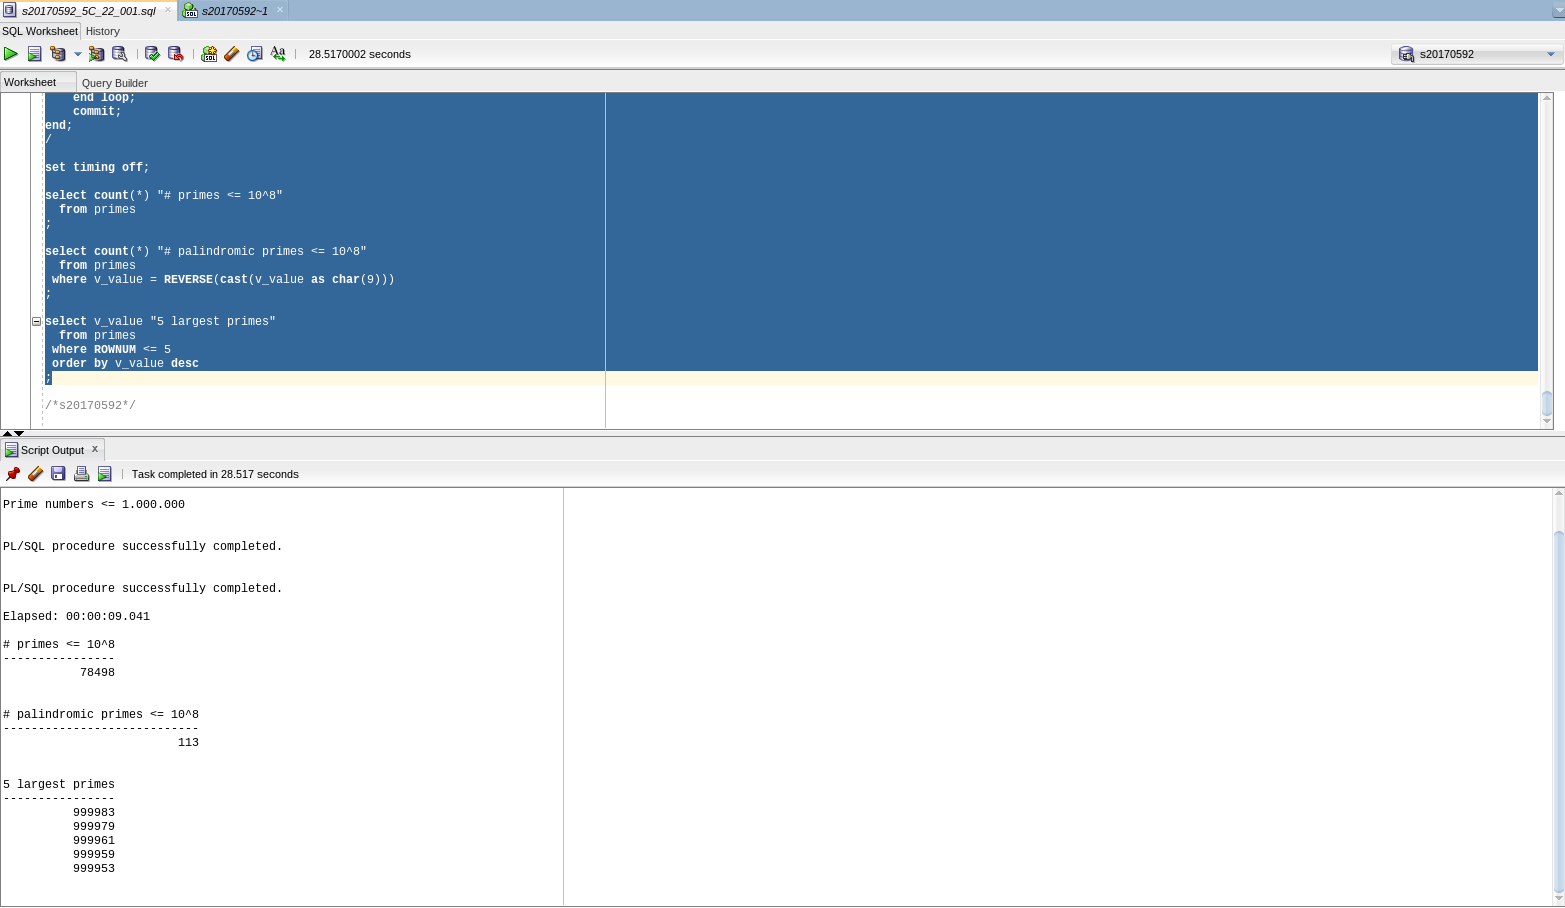 s20170592_5C_22_001.sql
s20170592~1
SQL Worksheet History
28.5170002 seconds
s20170592
Worksheet Query Builder
end loop;
commit;
end;
/
set timing off;
select count(*) "# primes <= 10^8"
from primes
;
select count(*) "# palindromic primes <= 10^8"
from primes
where v_value = REVERSE(cast(v_value as char(9)))
;
select v_value "5 largest primes"
from primes
where ROWNUM <= 5
order by v_value desc
;
/*s20170592*/
Script Output x
Task completed in 28.517 seconds
Prime numbers <= 1.000.000
PL/SQL procedure successfully completed.
PL/SQL procedure successfully completed.
Elapsed: 00:00:09.041
# primes <= 10^8
----------------
78498
# palindromic primes <= 10^8
----------------------------
113
5 largest primes
----------------
999983
999979
999961
999959
999953